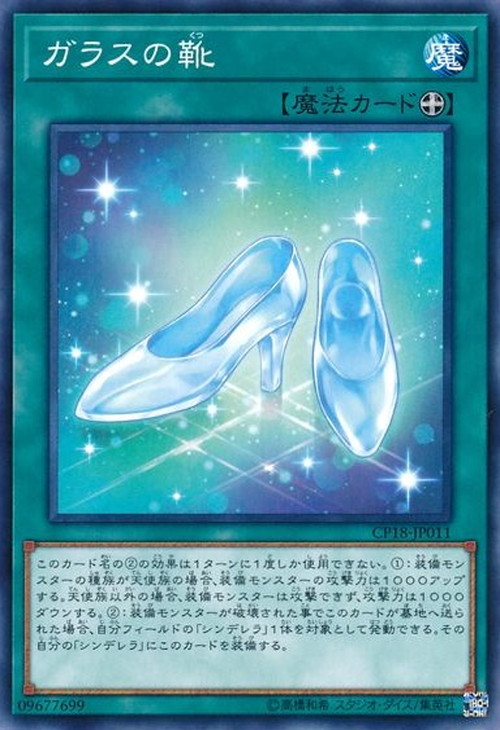 ガラスの靴
くつ
魔
【魔法カード】
CP18-JP011
このカード名の②の効果は1ターンに1度しか使用できない。①:装備モン
スターの種族が天使族の場合、装備モンスターの攻撃力は1000アップ
する。天使族以外の場合、装備モンスターは攻撃できず、攻撃力は1000
ダウンする。②:装備モンスターが破壊された事でこのカードが墓地へ送ら
れた場合、自分フィールドの「シンデレラ」1体を対象として発動できる。その
自分の「シンデレラ」にこのカードを装備する。
09677699
©高橋和希 スタジオ・ダイス/集英社